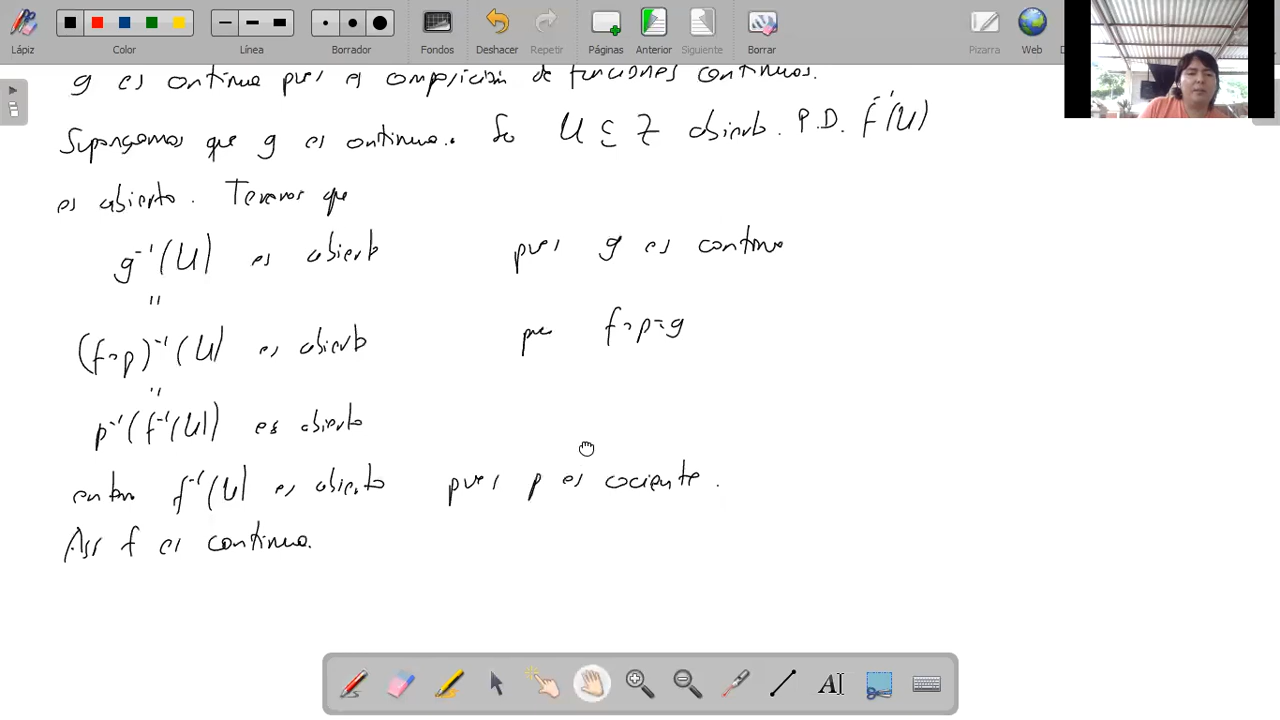 Lápiz Color Línea Borrador Fondos Deshacer Repetir Páginas Anterior Siguiente Borrar Pizarra Web
g es continua pues es composición de funciones continuas.
Supongamos que g es continua. Sea U ⊆ Z abierto. P.D. f⁻¹(U)
es abierto. Tenemos que
g⁻¹(U) es abierto pues g es continua
"
(f∘p)⁻¹(U) es abierto pues f∘p=g
"
p⁻¹(f⁻¹(U)) es abierto
entonces f⁻¹(U) es abierto pues p es cociente.
Así f es continua.